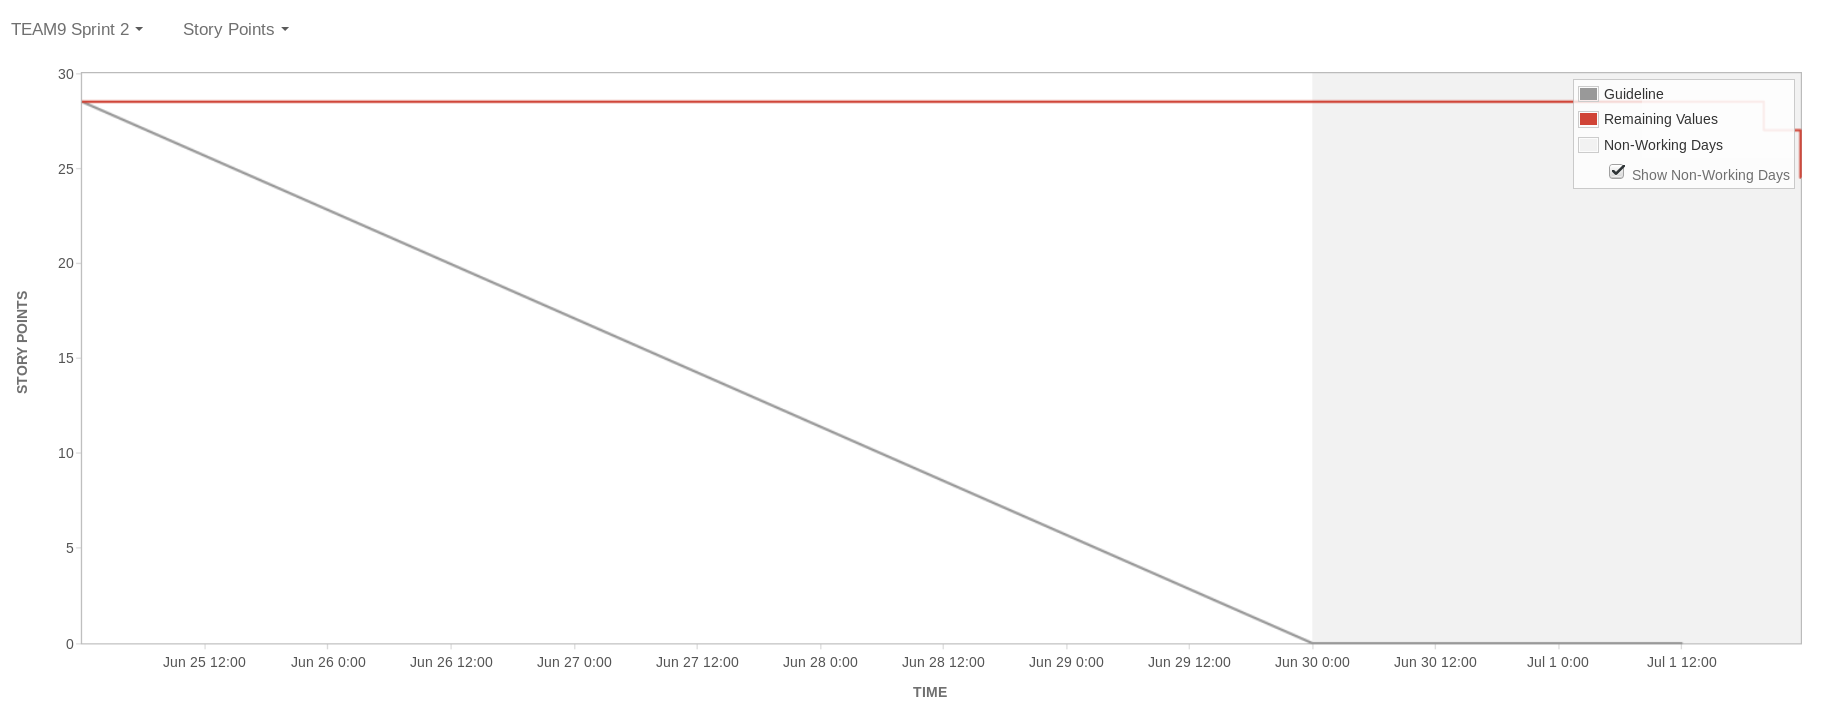 TEAM9 Sprint 2 Story Points
30
25
20
15
10
5
0
STORY POINTS
Guideline
Remaining Values
Non-Working Days
Show Non-Working Days
Jun 25 12:00 Jun 26 0:00 Jun 26 12:00 Jun 27 0:00 Jun 27 12:00 Jun 28 0:00 Jun 28 12:00 Jun 29 0:00 Jun 29 12:00 Jun 30 0:00 Jun 30 12:00 Jul 1 0:00 Jul 1 12:00
TIME